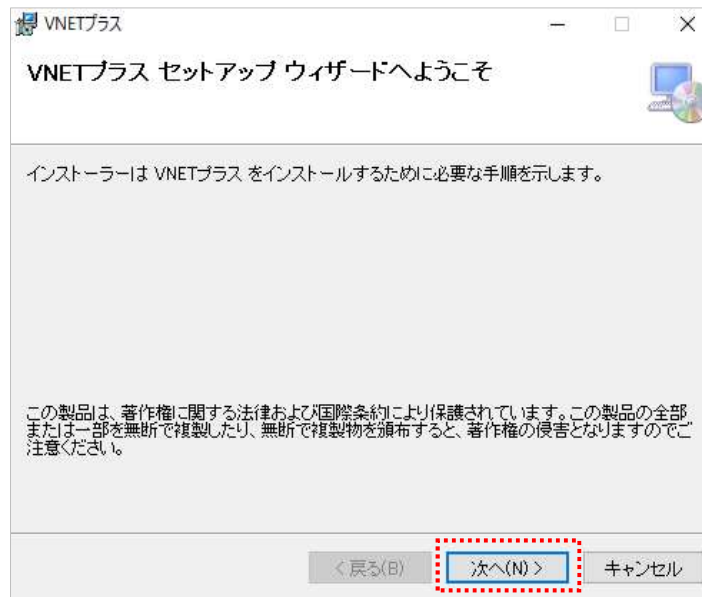 VNETプラス
VNETプラス セットアップ ウィザードへようこそ
インストーラーは VNETプラス をインストールするために必要な手順を示します。
この製品は、著作権に関する法律および国際条約により保護されています。この製品の全部
または一部を無断で複製したり、無断で複製物を頒布すると、著作権の侵害となりますのでご
注意ください。
< 戻る(B)
次へ(N) >
キャンセル